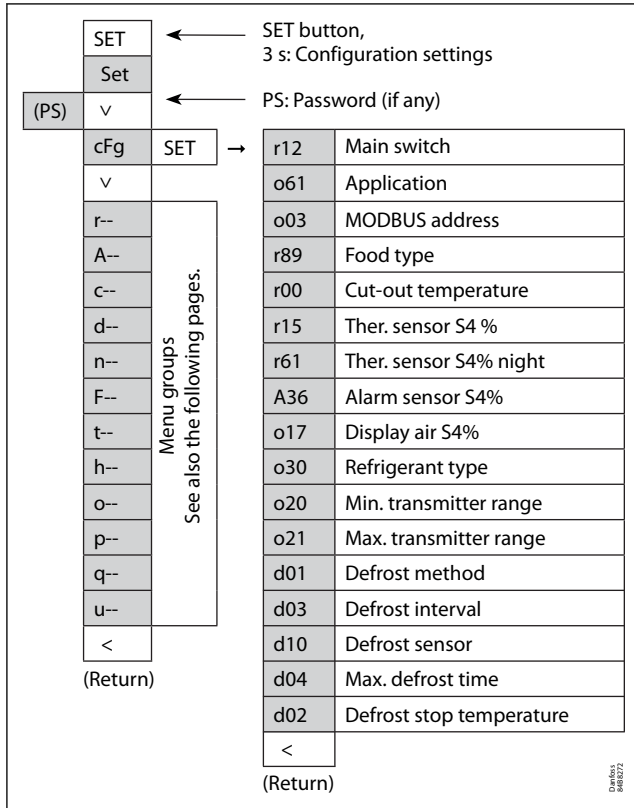 SET
SET button,
3 s: Configuration settings
Set
(PS) ˅
PS: Password (if any)
cFg SET →
˅
r--
A--
c--
d--
n--
F--
t--
h--
o--
p--
q--
u--
<
(Return)
Menu groups
See also the following pages.
r12 Main switch
o61 Application
o03 MODBUS address
r89 Food type
r00 Cut-out temperature
r15 Ther. sensor S4 %
r61 Ther. sensor S4% night
A36 Alarm sensor S4%
o17 Display air S4%
o30 Refrigerant type
o20 Min. transmitter range
o21 Max. transmitter range
d01 Defrost method
d03 Defrost interval
d10 Defrost sensor
d04 Max. defrost time
d02 Defrost stop temperature
<
(Return)
Danfoss
84B8272